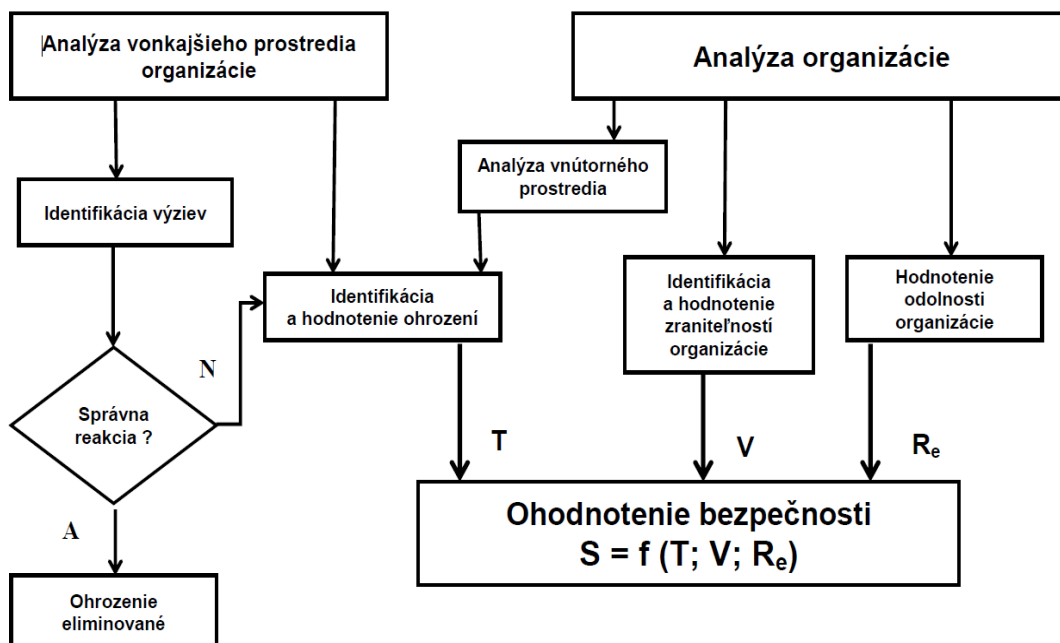 Analýza vonkajšieho prostredia
organizácie
Analýza organizácie
Analýza vnútorného
prostredia
Identifikácia výziev
Identifikácia
a hodnotenie ohrození
Identifikácia
a hodnotenie
zraniteľností
organizácie
Hodnotenie
odolnosti
organizácie
N
Správna
reakcia ?
T
V
Rₑ
A
Ohodnotenie bezpečnosti
S = f (T; V; Rₑ)
Ohrozenie
eliminované